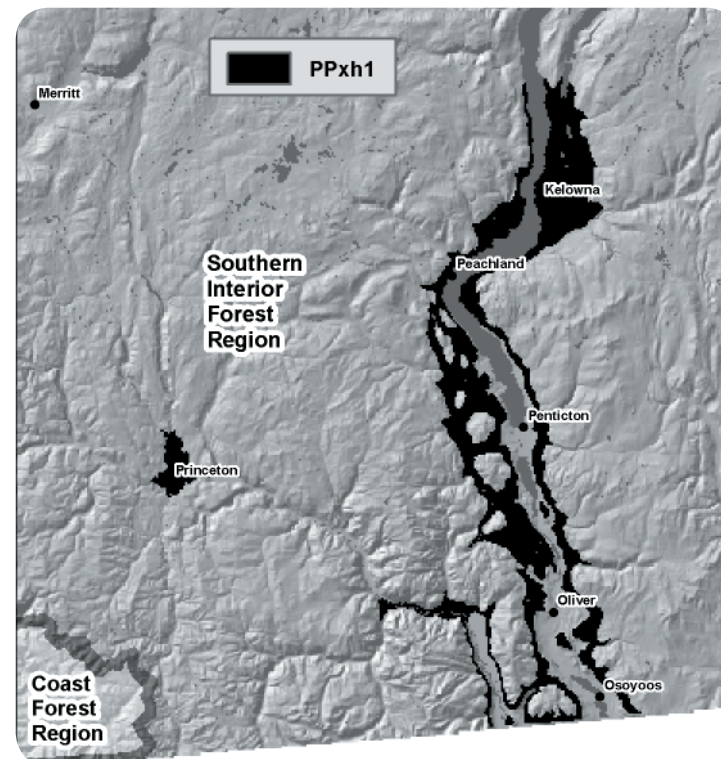 PPxh1
Merritt
Kelowna
Peachland
Southern
Interior
Forest
Region
Penticton
Princeton
Oliver
Osoyoos
Coast
Forest
Region